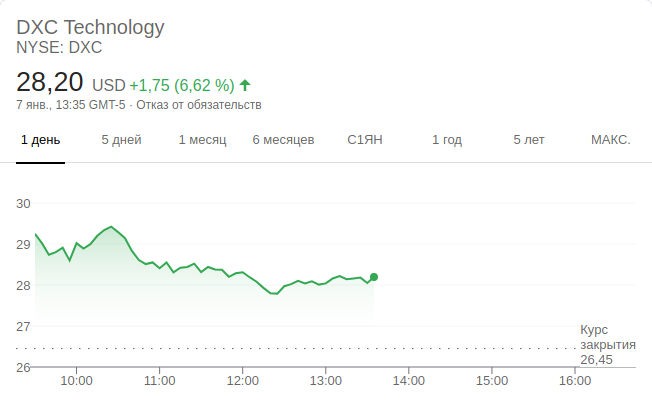 DXC Technology
NYSE: DXC
28,20 USD +1,75 (6,62 %)
7 янв., 13:35 GMT-5 · Отказ от обязательств
1 день 5 дней 1 месяц 6 месяцев С1ЯН 1 год 5 лет МАКС.
30
29
28
27
Курс
закрытия
26,45
26
10:00 11:00 12:00 13:00 14:00 15:00 16:00